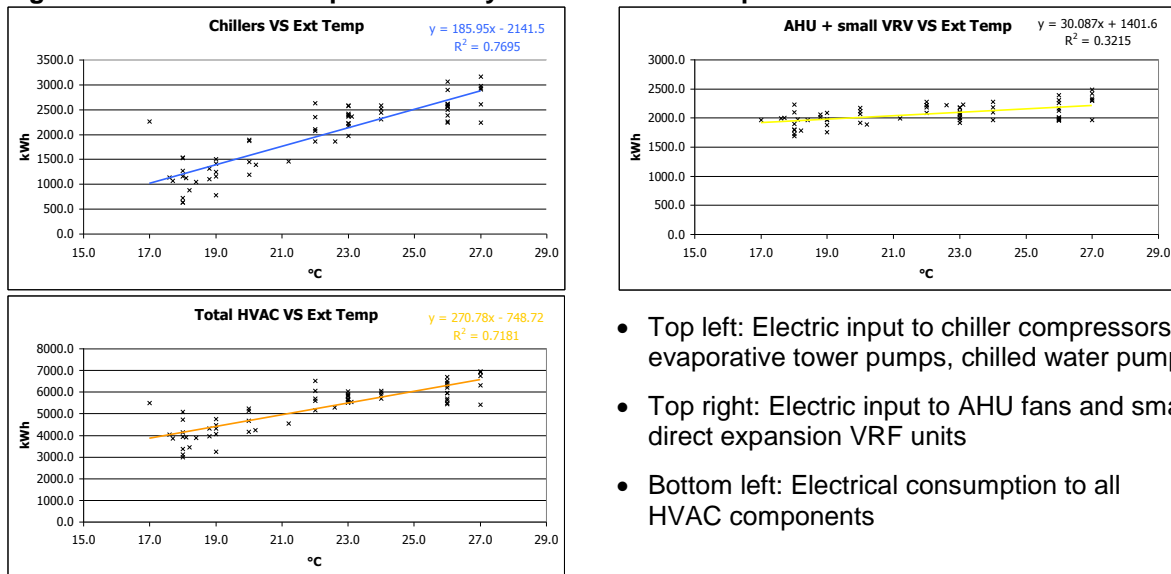 Chillers VS Ext Temp
y = 185.95x - 2141.5
R² = 0.7695
3500.0
3000.0
2500.0
2000.0
1500.0
1000.0
500.0
0.0
kWh
15.0 17.0 19.0 21.0 23.0 25.0 27.0 29.0
°C
AHU + small VRV VS Ext Temp
y = 30.087x + 1401.6
R² = 0.3215
3000.0
2500.0
2000.0
1500.0
1000.0
500.0
0.0
kWh
15.0 17.0 19.0 21.0 23.0 25.0 27.0 29.0
°C
Total HVAC VS Ext Temp
y = 270.78x - 748.72
R² = 0.7181
8000.0
7000.0
6000.0
5000.0
4000.0
3000.0
2000.0
1000.0
0.0
kWh
15.0 17.0 19.0 21.0 23.0 25.0 27.0 29.0
°C
• Top left: Electric input to chiller compressors
evaporative tower pumps, chilled water
• Top right: Electric input to AHU fans and
direct expansion VRF units
• Bottom left: Electrical consumption to all
HVAC components